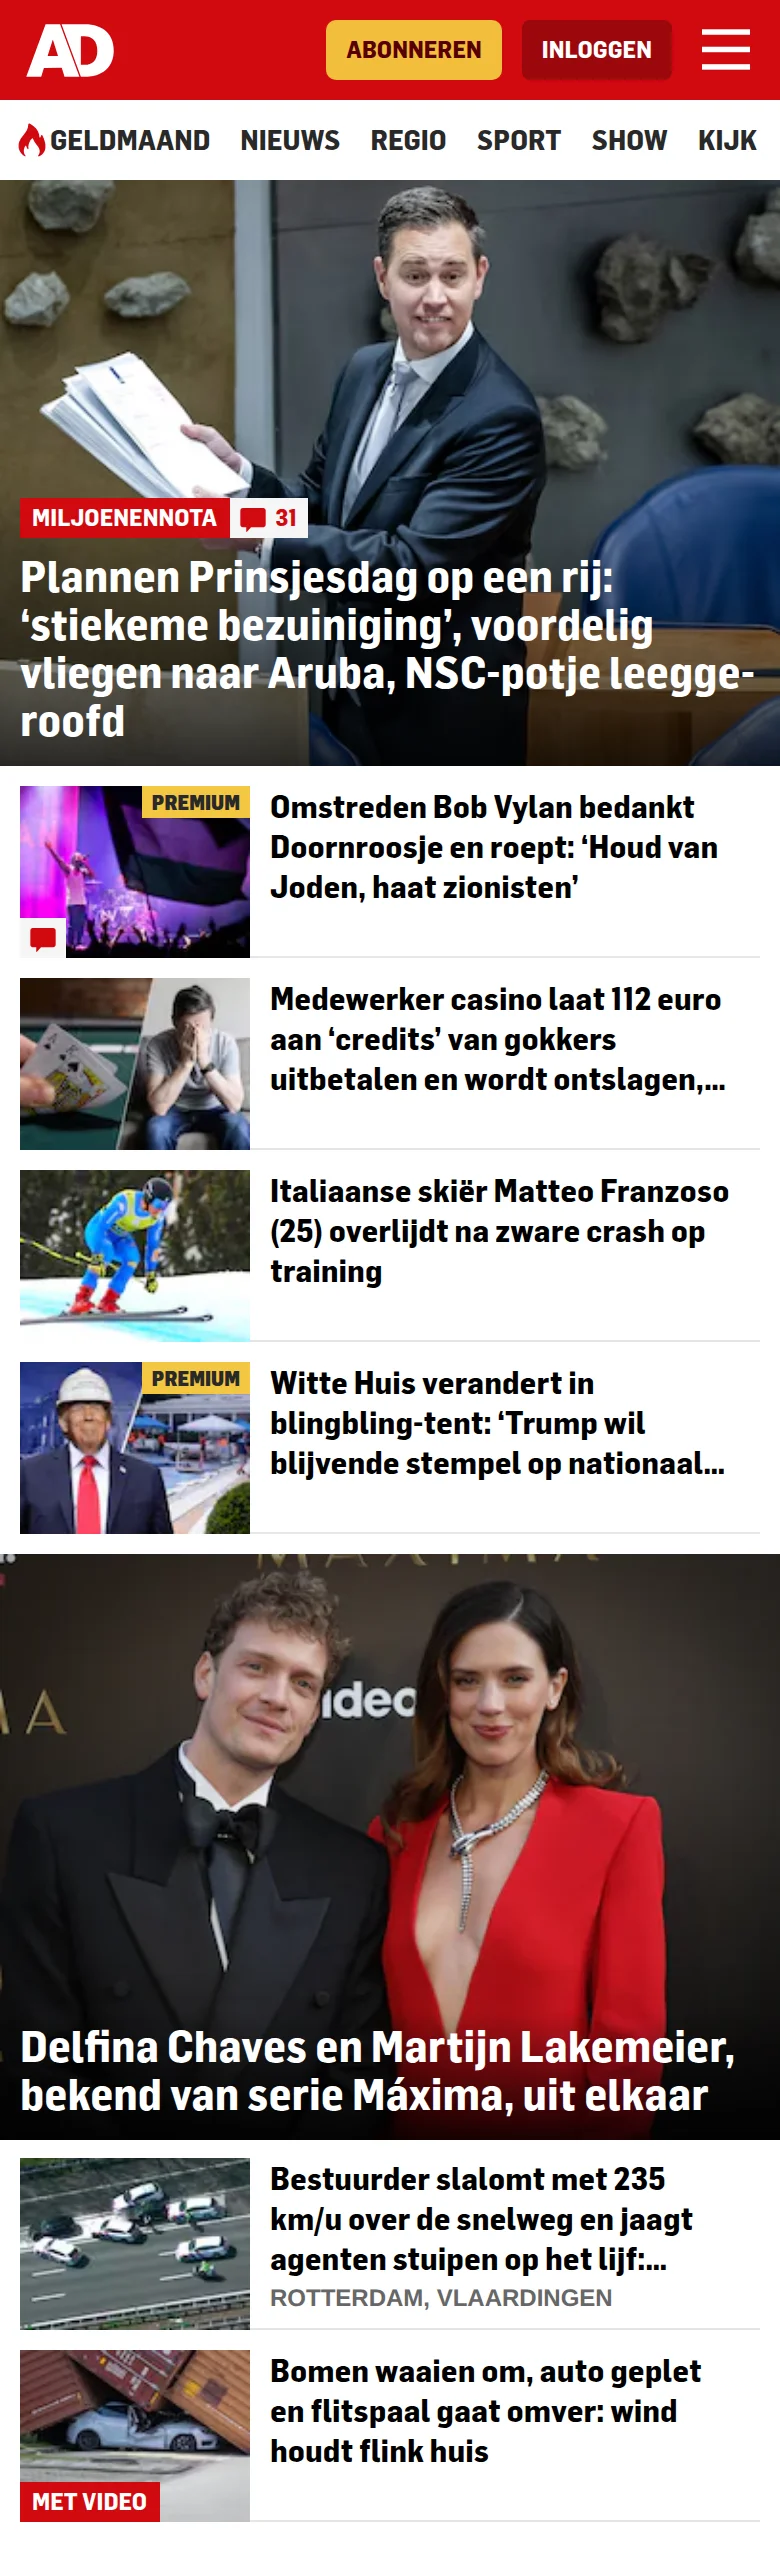 AD
ABONNEREN
INLOGGEN
GELDMAAND NIEUWS REGIO SPORT SHOW KIJK
MILJOENENNOTA 31
Plannen Prinsjesdag op een rij:
‘stiekeme bezuiniging’, voordelig
vliegen naar Aruba, NSC-potje leegge-
roofd
PREMIUM
Omstreden Bob Vylan bedankt
Doornroosje en roept: ‘Houd van
Joden, haat zionisten’
Medewerker casino laat 112 euro
aan ‘credits’ van gokkers
uitbetalen en wordt ontslagen,...
Italiaanse skiër Matteo Franzoso
(25) overlijdt na zware crash op
training
PREMIUM
Witte Huis verandert in
blingbling-tent: ‘Trump wil
blijvende stempel op nationaal...
MAXIMA
ideo
MA
Delfina Chaves en Martijn Lakemeier,
bekend van serie Máxima, uit elkaar
Bestuurder slalomt met 235
km/u over de snelweg en jaagt
agenten stuipen op het lijf:...
ROTTERDAM, VLAARDINGEN
Bomen waaien om, auto geplet
en flitspaal gaat omver: wind
houdt flink huis
MET VIDEO